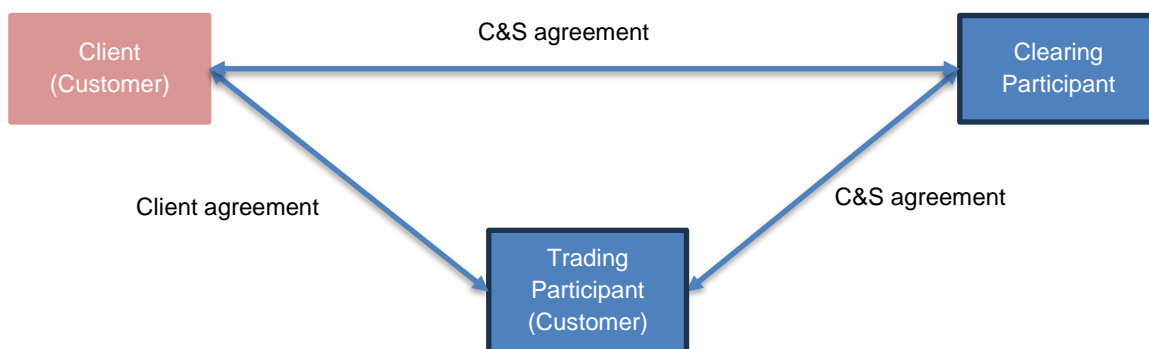 C&S agreement
Client
(Customer)
Clearing
Participant
Client agreement
C&S agreement
Trading
Participant
(Customer)